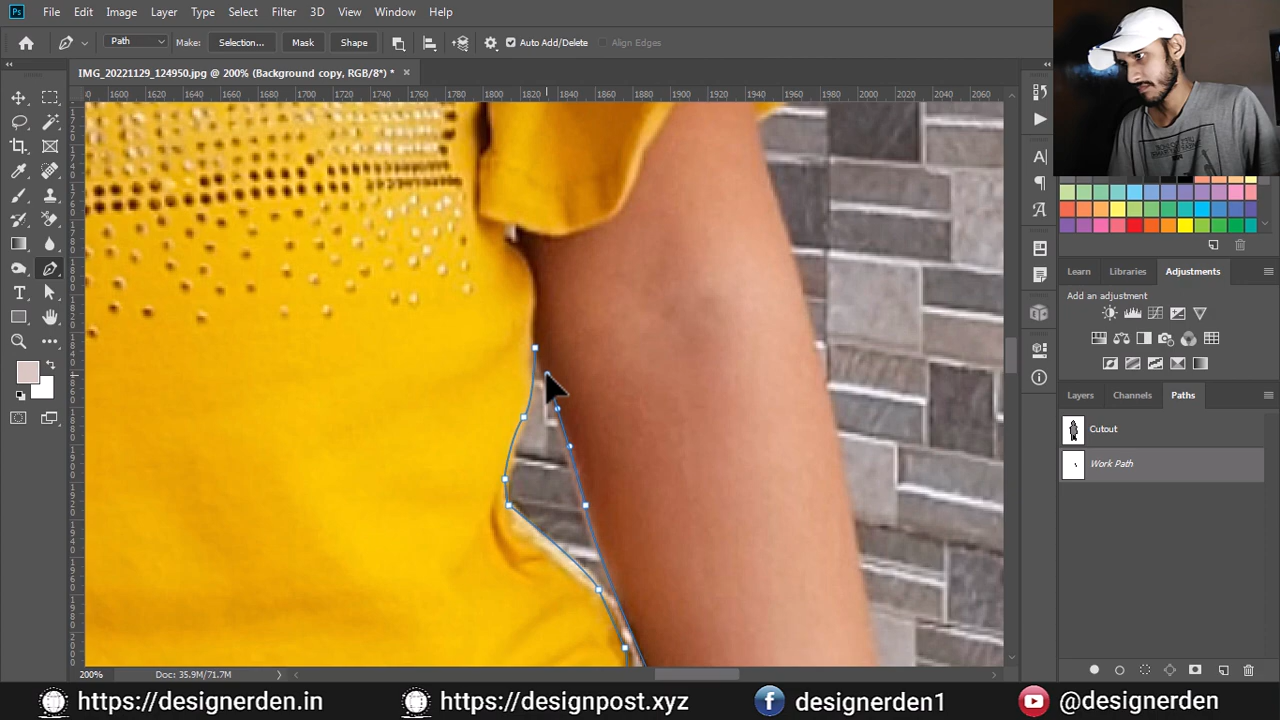 Ps File Edit Image Layer Type Select Filter 3D View Window Help
Path Make: Selection... Mask Shape Auto Add/Delete Align Edges
IMG_20221129_124950.jpg @ 200% (Background copy, RGB/8*) * ×
1600 1620 1640 1660 1680 1700 1720 1740 1760 1780 1800 1820 1840 1860 1880 1900 1920 1940 1960 1980 2000 2020 2040 2060
Learn Libraries Adjustments
Add an adjustment
Layers Channels Paths
Cutout
Work Path
200% Doc: 35.9M/71.7M
https://designerden.in https://designpost.xyz designerden1 @designerden